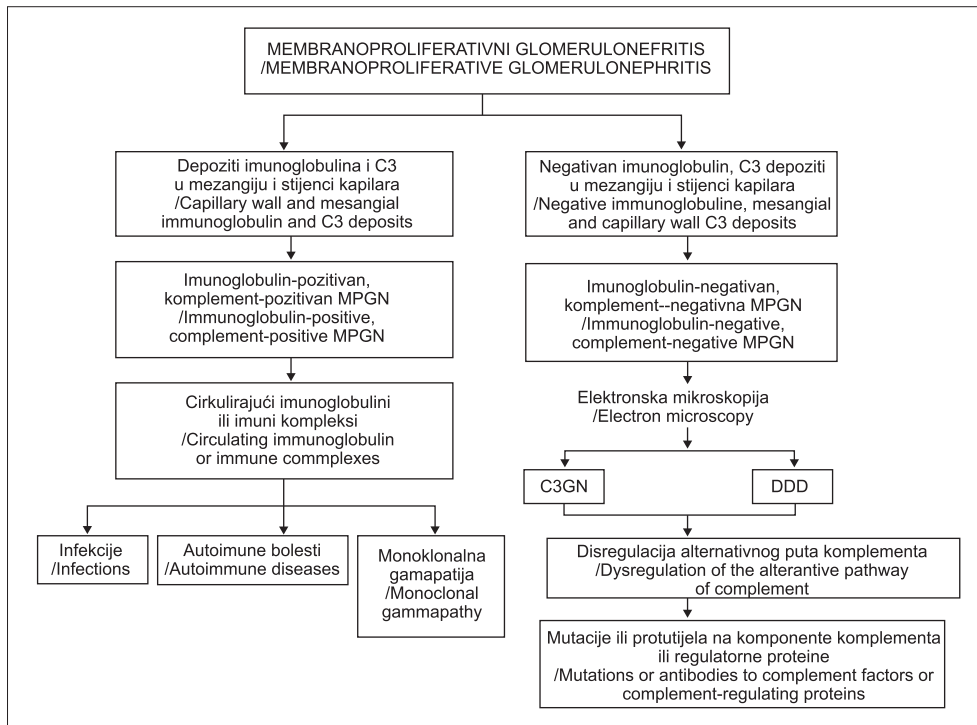 MEMBRANOPROLIFERATIVNI GLOMERULONEFRITIS
/MEMBRANOPROLIFERATIVE GLOMERULONEPHRITIS
Depoziti imunoglobulina i C3
u mezangiju i stijenci kapilara
/Capillary wall and mesangial
immunoglobulin and C3 deposits
Negativan imunoglobulin, C3 depoziti
u mezangiju i stijenci kapilara
/Negative immunoglobuline, mesangial
and capillary wall C3 deposits
Imunoglobulin-pozitivan,
komplement-pozitivan MPGN
/Immunoglobulin-positive,
complement-positive MPGN
Imunoglobulin-negativan,
komplement--negativna MPGN
/Immunoglobulin-negative,
complement-negative MPGN
Cirkulirajući imunoglobulini
ili imuni kompleksi
/Circulating immunoglobulin
or immune commplexes
Elektronska mikroskopija
/Electron microscopy
C3GN
DDD
Infekcije
/Infections
Autoimune bolesti
/Autoimmune diseases
Monoklonalna
gamapatija
/Monoclonal
gammapathy
Disregulacija alternativnog puta komplementa
/Dysregulation of the alterantive pathway
of complement
Mutacije ili protutijela na komponente komplementa
ili regulatorne proteine
/Mutations or antibodies to complement factors or
complement-regulating proteins